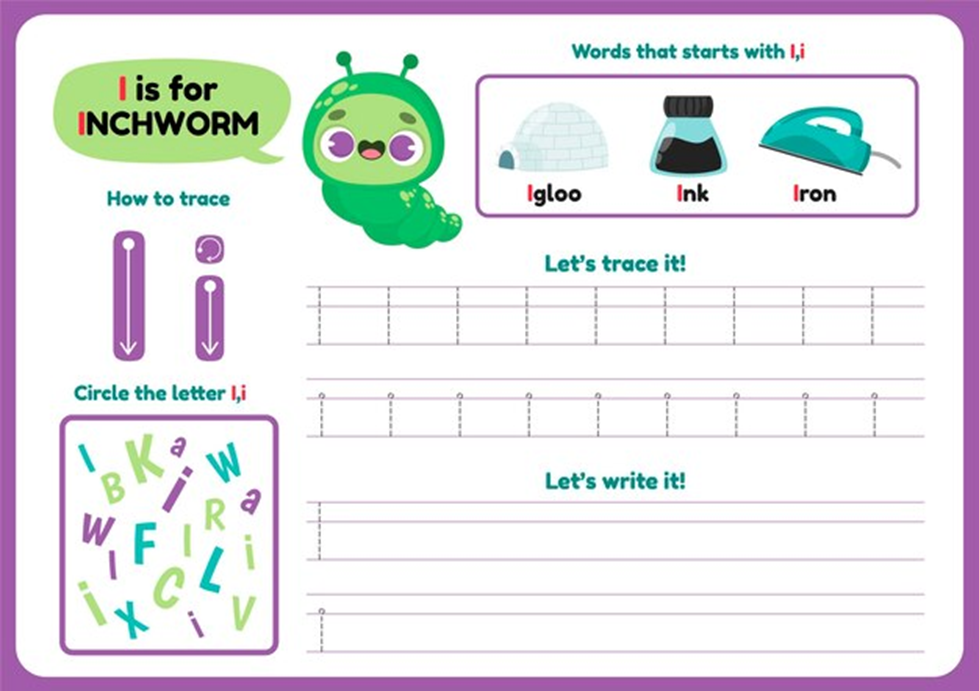 I is for
INCHWORM
Words that starts with I,i
Igloo
Ink
Iron
How to trace
I i
Let's trace it!
Circle the letter I,i
I K a W
B i a
W F I R i
I C L
i X i V
Let's write it!